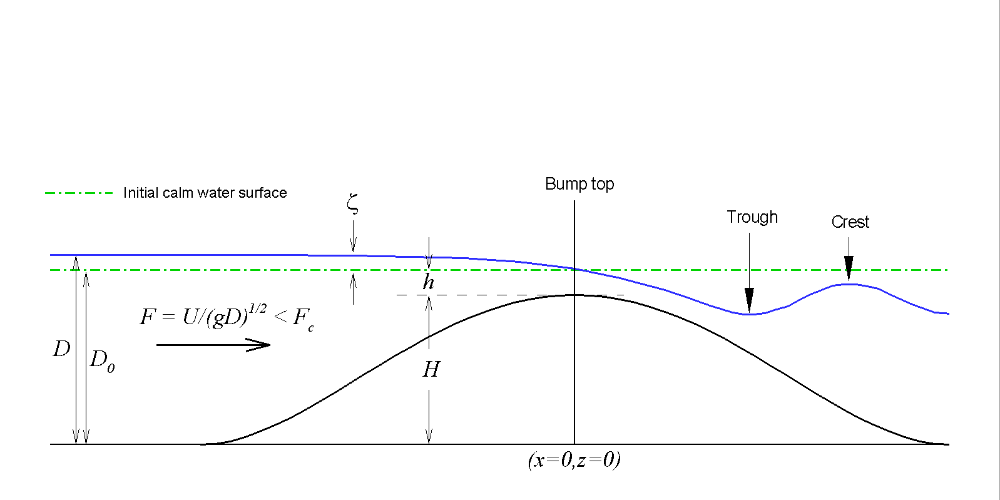 Bump top
Initial calm water surface
ζ
Trough
Crest
h
F = U/(gD)^1/2 < F_c
D
D_0
H
(x=0,z=0)